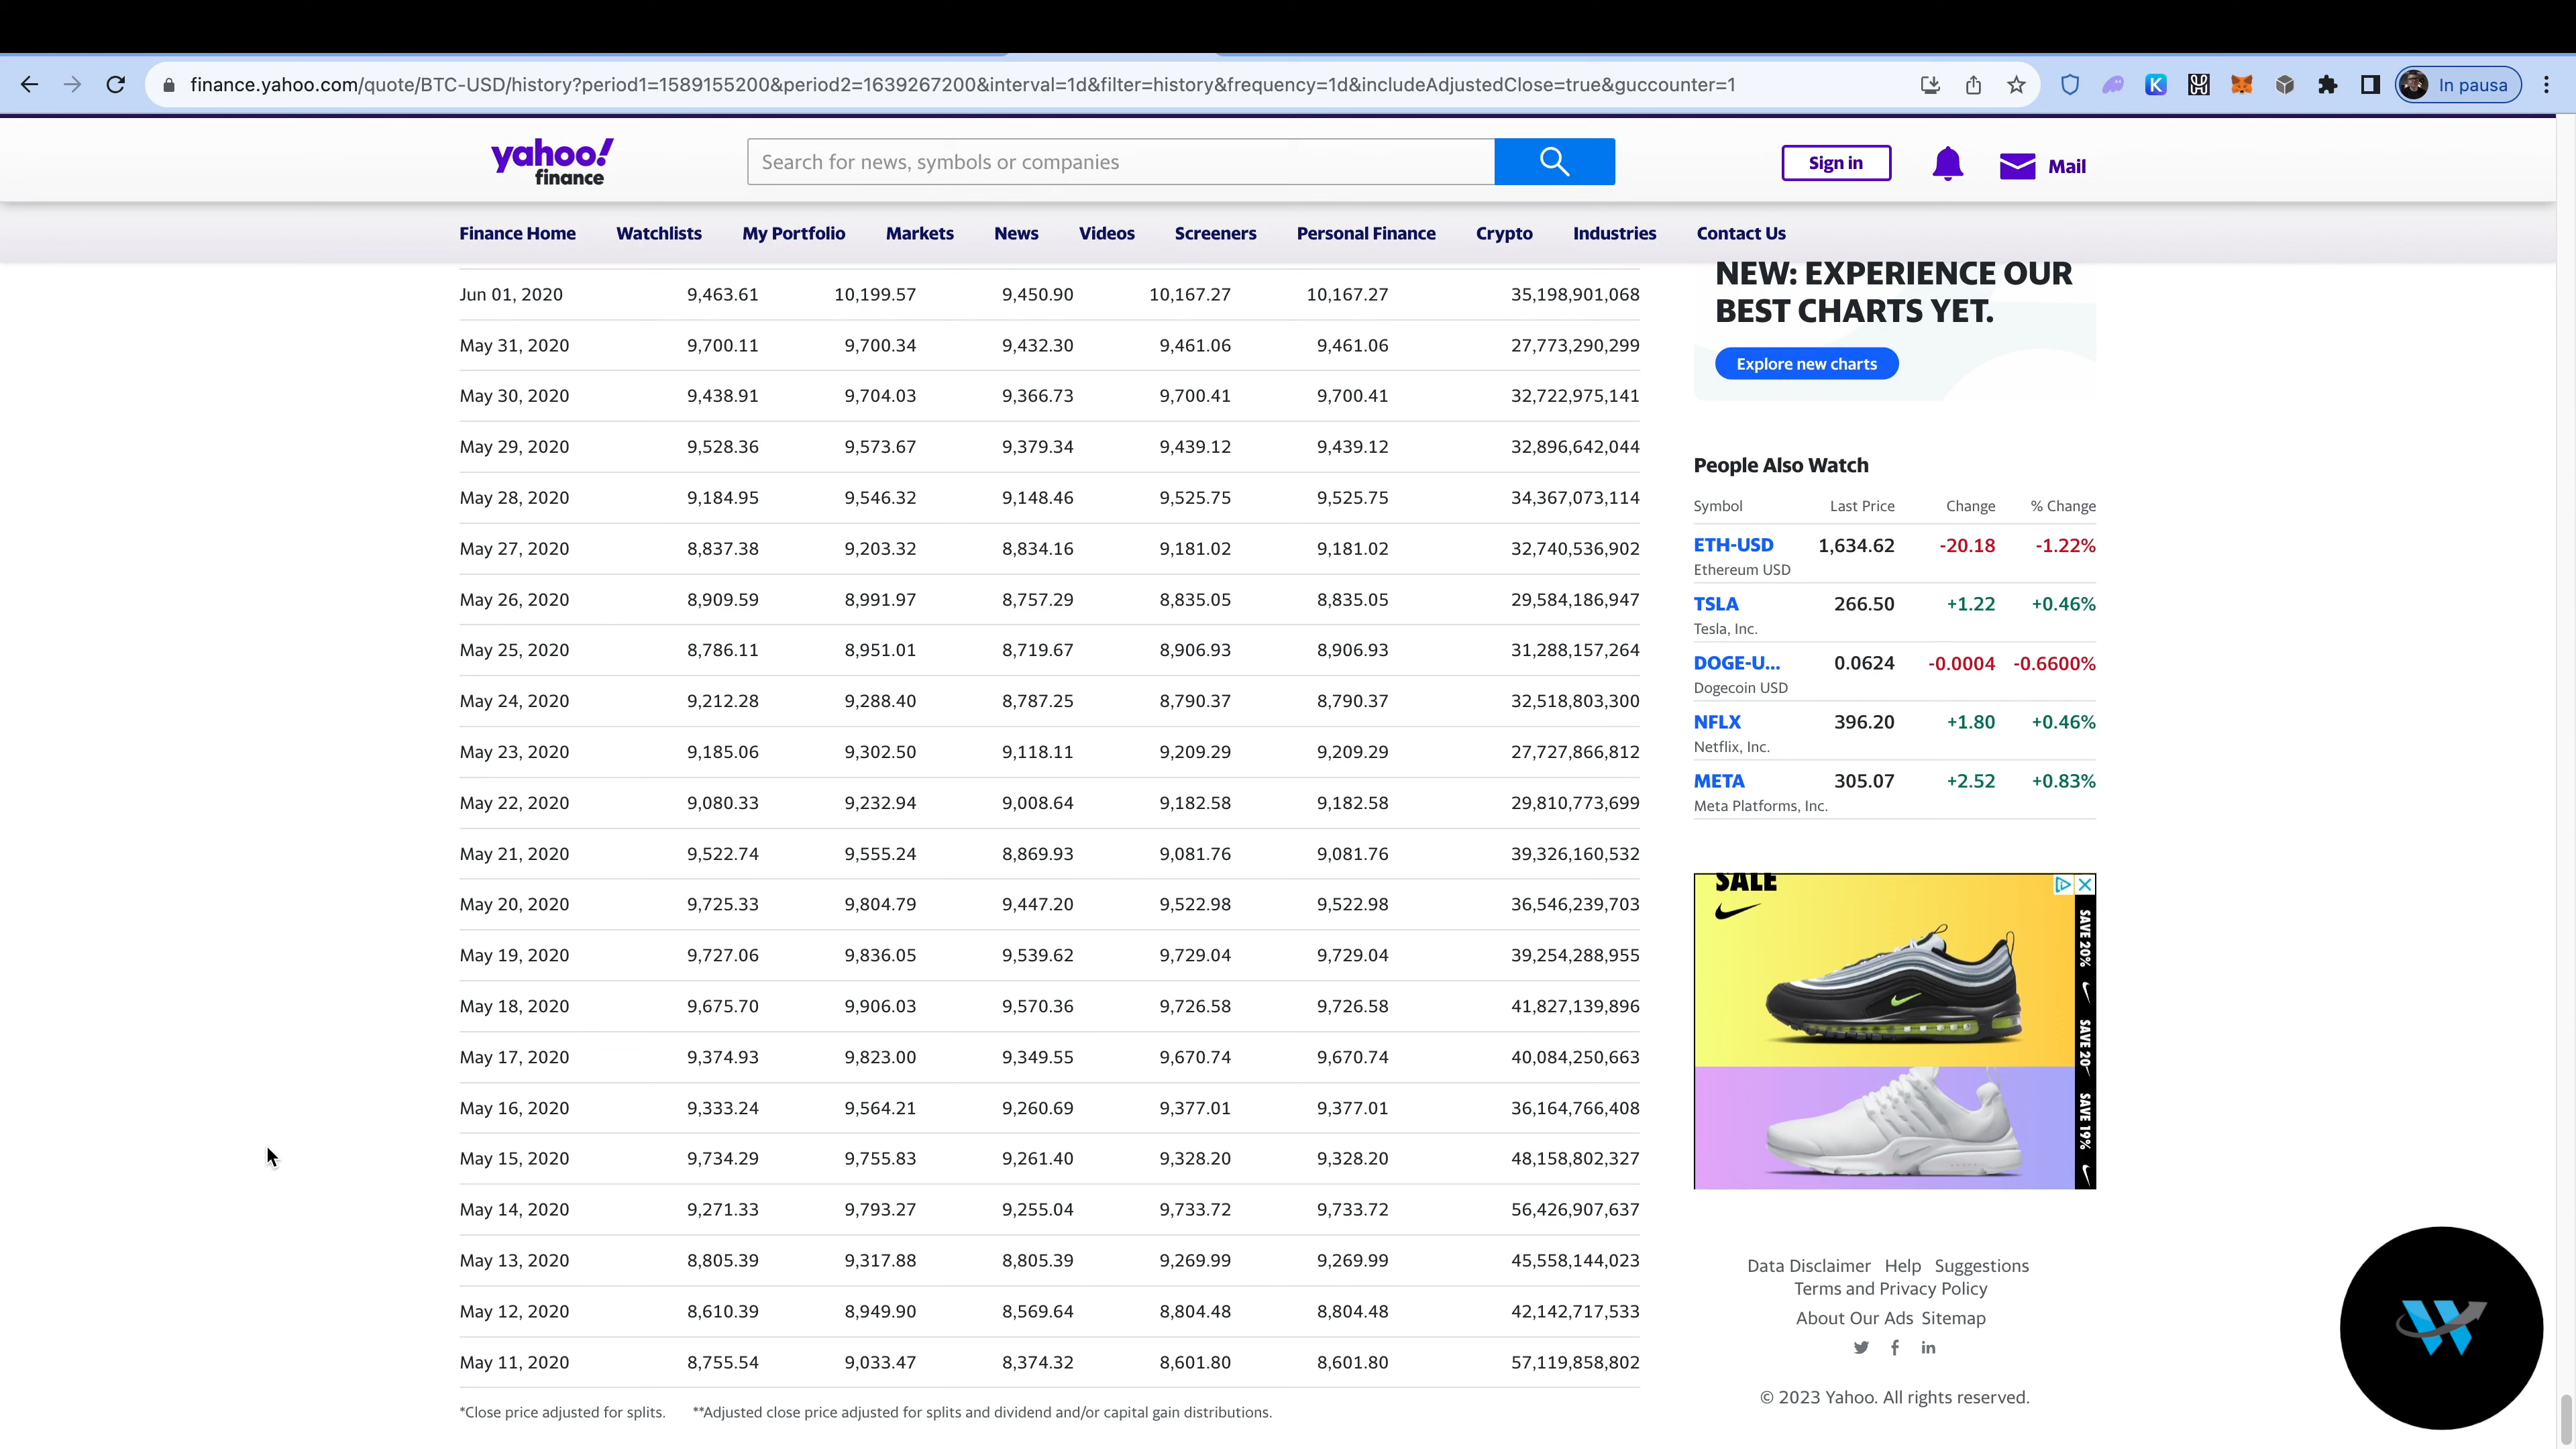 finance.yahoo.com/quote/BTC-USD/history?period1=1589155200&period2=1639267200&interval=1d&filter=history&frequency=1d&includeAdjustedClose=true&guccounter=1
In pausa
yahoo!
finance
Search for news, symbols or companies
Sign in
Mail
Finance Home Watchlists My Portfolio Markets News Videos Screeners Personal Finance Crypto Industries Contact Us
Jun 01, 2020 9,463.61 10,199.57 9,450.90 10,167.27 10,167.27 35,198,901,068
May 31, 2020 9,700.11 9,700.34 9,432.30 9,461.06 9,461.06 27,773,290,299
May 30, 2020 9,438.91 9,704.03 9,366.73 9,700.41 9,700.41 32,722,975,141
May 29, 2020 9,528.36 9,573.67 9,379.34 9,439.12 9,439.12 32,896,642,044
May 28, 2020 9,184.95 9,546.32 9,148.46 9,525.75 9,525.75 34,367,073,114
May 27, 2020 8,837.38 9,203.32 8,834.16 9,181.02 9,181.02 32,740,536,902
May 26, 2020 8,909.59 8,991.97 8,757.29 8,835.05 8,835.05 29,584,186,947
May 25, 2020 8,786.11 8,951.01 8,719.67 8,906.93 8,906.93 31,288,157,264
May 24, 2020 9,212.28 9,288.40 8,787.25 8,790.37 8,790.37 32,518,803,300
May 23, 2020 9,185.06 9,302.50 9,118.11 9,209.29 9,209.29 27,727,866,812
May 22, 2020 9,080.33 9,232.94 9,008.64 9,182.58 9,182.58 29,810,773,699
May 21, 2020 9,522.74 9,555.24 8,869.93 9,081.76 9,081.76 39,326,160,532
May 20, 2020 9,725.33 9,804.79 9,447.20 9,522.98 9,522.98 36,546,239,703
May 19, 2020 9,727.06 9,836.05 9,539.62 9,729.04 9,729.04 39,254,288,955
May 18, 2020 9,675.70 9,906.03 9,570.36 9,726.58 9,726.58 41,827,139,896
May 17, 2020 9,374.93 9,823.00 9,349.55 9,670.74 9,670.74 40,084,250,663
May 16, 2020 9,333.24 9,564.21 9,260.69 9,377.01 9,377.01 36,164,766,408
May 15, 2020 9,734.29 9,755.83 9,261.40 9,328.20 9,328.20 48,158,802,327
May 14, 2020 9,271.33 9,793.27 9,255.04 9,733.72 9,733.72 56,426,907,637
May 13, 2020 8,805.39 9,317.88 8,805.39 9,269.99 9,269.99 45,558,144,023
May 12, 2020 8,610.39 8,949.90 8,569.64 8,804.48 8,804.48 42,142,717,533
May 11, 2020 8,755.54 9,033.47 8,374.32 8,601.80 8,601.80 57,119,858,802
*Close price adjusted for splits. **Adjusted close price adjusted for splits and dividend and/or capital gain distributions.
NEW: EXPERIENCE OUR
BEST CHARTS YET.
Explore new charts
People Also Watch
Symbol Last Price Change % Change
ETH-USD 1,634.62 -20.18 -1.22%
Ethereum USD
TSLA 266.50 +1.22 +0.46%
Tesla, Inc.
DOGE-U... 0.0624 -0.0004 -0.6600%
Dogecoin USD
NFLX 396.20 +1.80 +0.46%
Netflix, Inc.
META 305.07 +2.52 +0.83%
Meta Platforms, Inc.
SALE
SAVE 20%
SAVE 20
SAVE 19%
Data Disclaimer Help Suggestions
Terms and Privacy Policy
About Our Ads Sitemap
© 2023 Yahoo. All rights reserved.